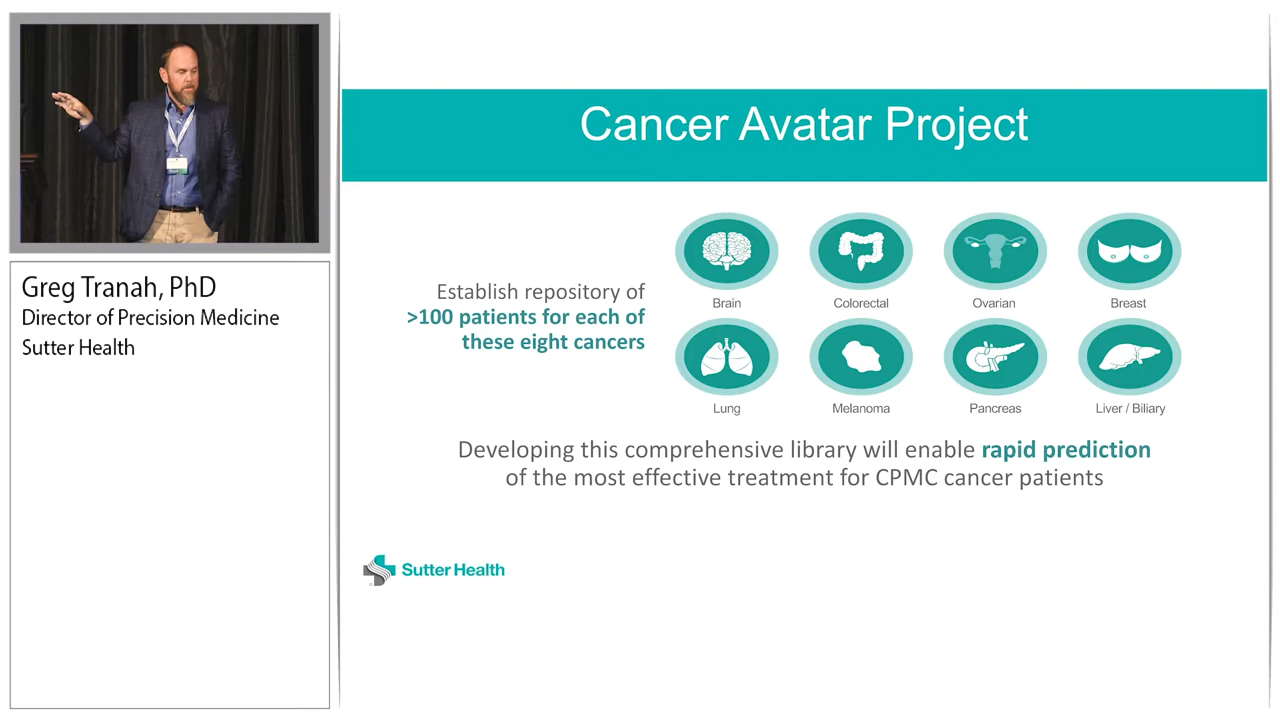 Greg Tranah, PhD
Director of Precision Medicine
Sutter Health
Cancer Avatar Project
Establish repository of
>100 patients for each of
these eight cancers
Brain
Colorectal
Ovarian
Breast
Lung
Melanoma
Pancreas
Liver / Biliary
Developing this comprehensive library will enable rapid prediction
of the most effective treatment for CPMC cancer patients
Sutter Health